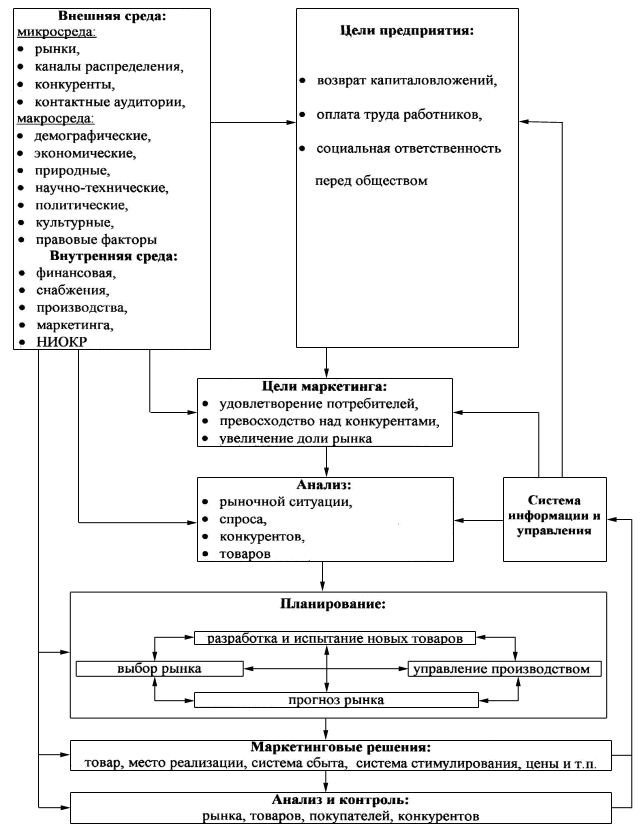 Внешняя среда:
микросреда:
• рынки,
• каналы распределения,
• конкуренты,
• контактные аудитории,
макросреда:
• демографические,
• экономические,
• природные,
• научно-технические,
• политические,
• культурные,
• правовые факторы
Внутренняя среда:
• финансовая,
• снабжения,
• производства,
• маркетинга,
• НИОКР
Цели предприятия:
• возврат капиталовложений,
• оплата труда работников,
• социальная ответственность
перед обществом
Цели маркетинга:
• удовлетворение потребителей,
• превосходство над конкурентами,
• увеличение доли рынка
Анализ:
• рыночной ситуации,
• спроса,
• конкурентов,
• товаров
Система
информации и
управления
Планирование:
разработка и испытание новых товаров
выбор рынка
управление производством
прогноз рынка
Маркетинговые решения:
товар, место реализации, система сбыта, система стимулирования, цены и т.п.
Анализ и контроль:
рынка, товаров, покупателей, конкурентов